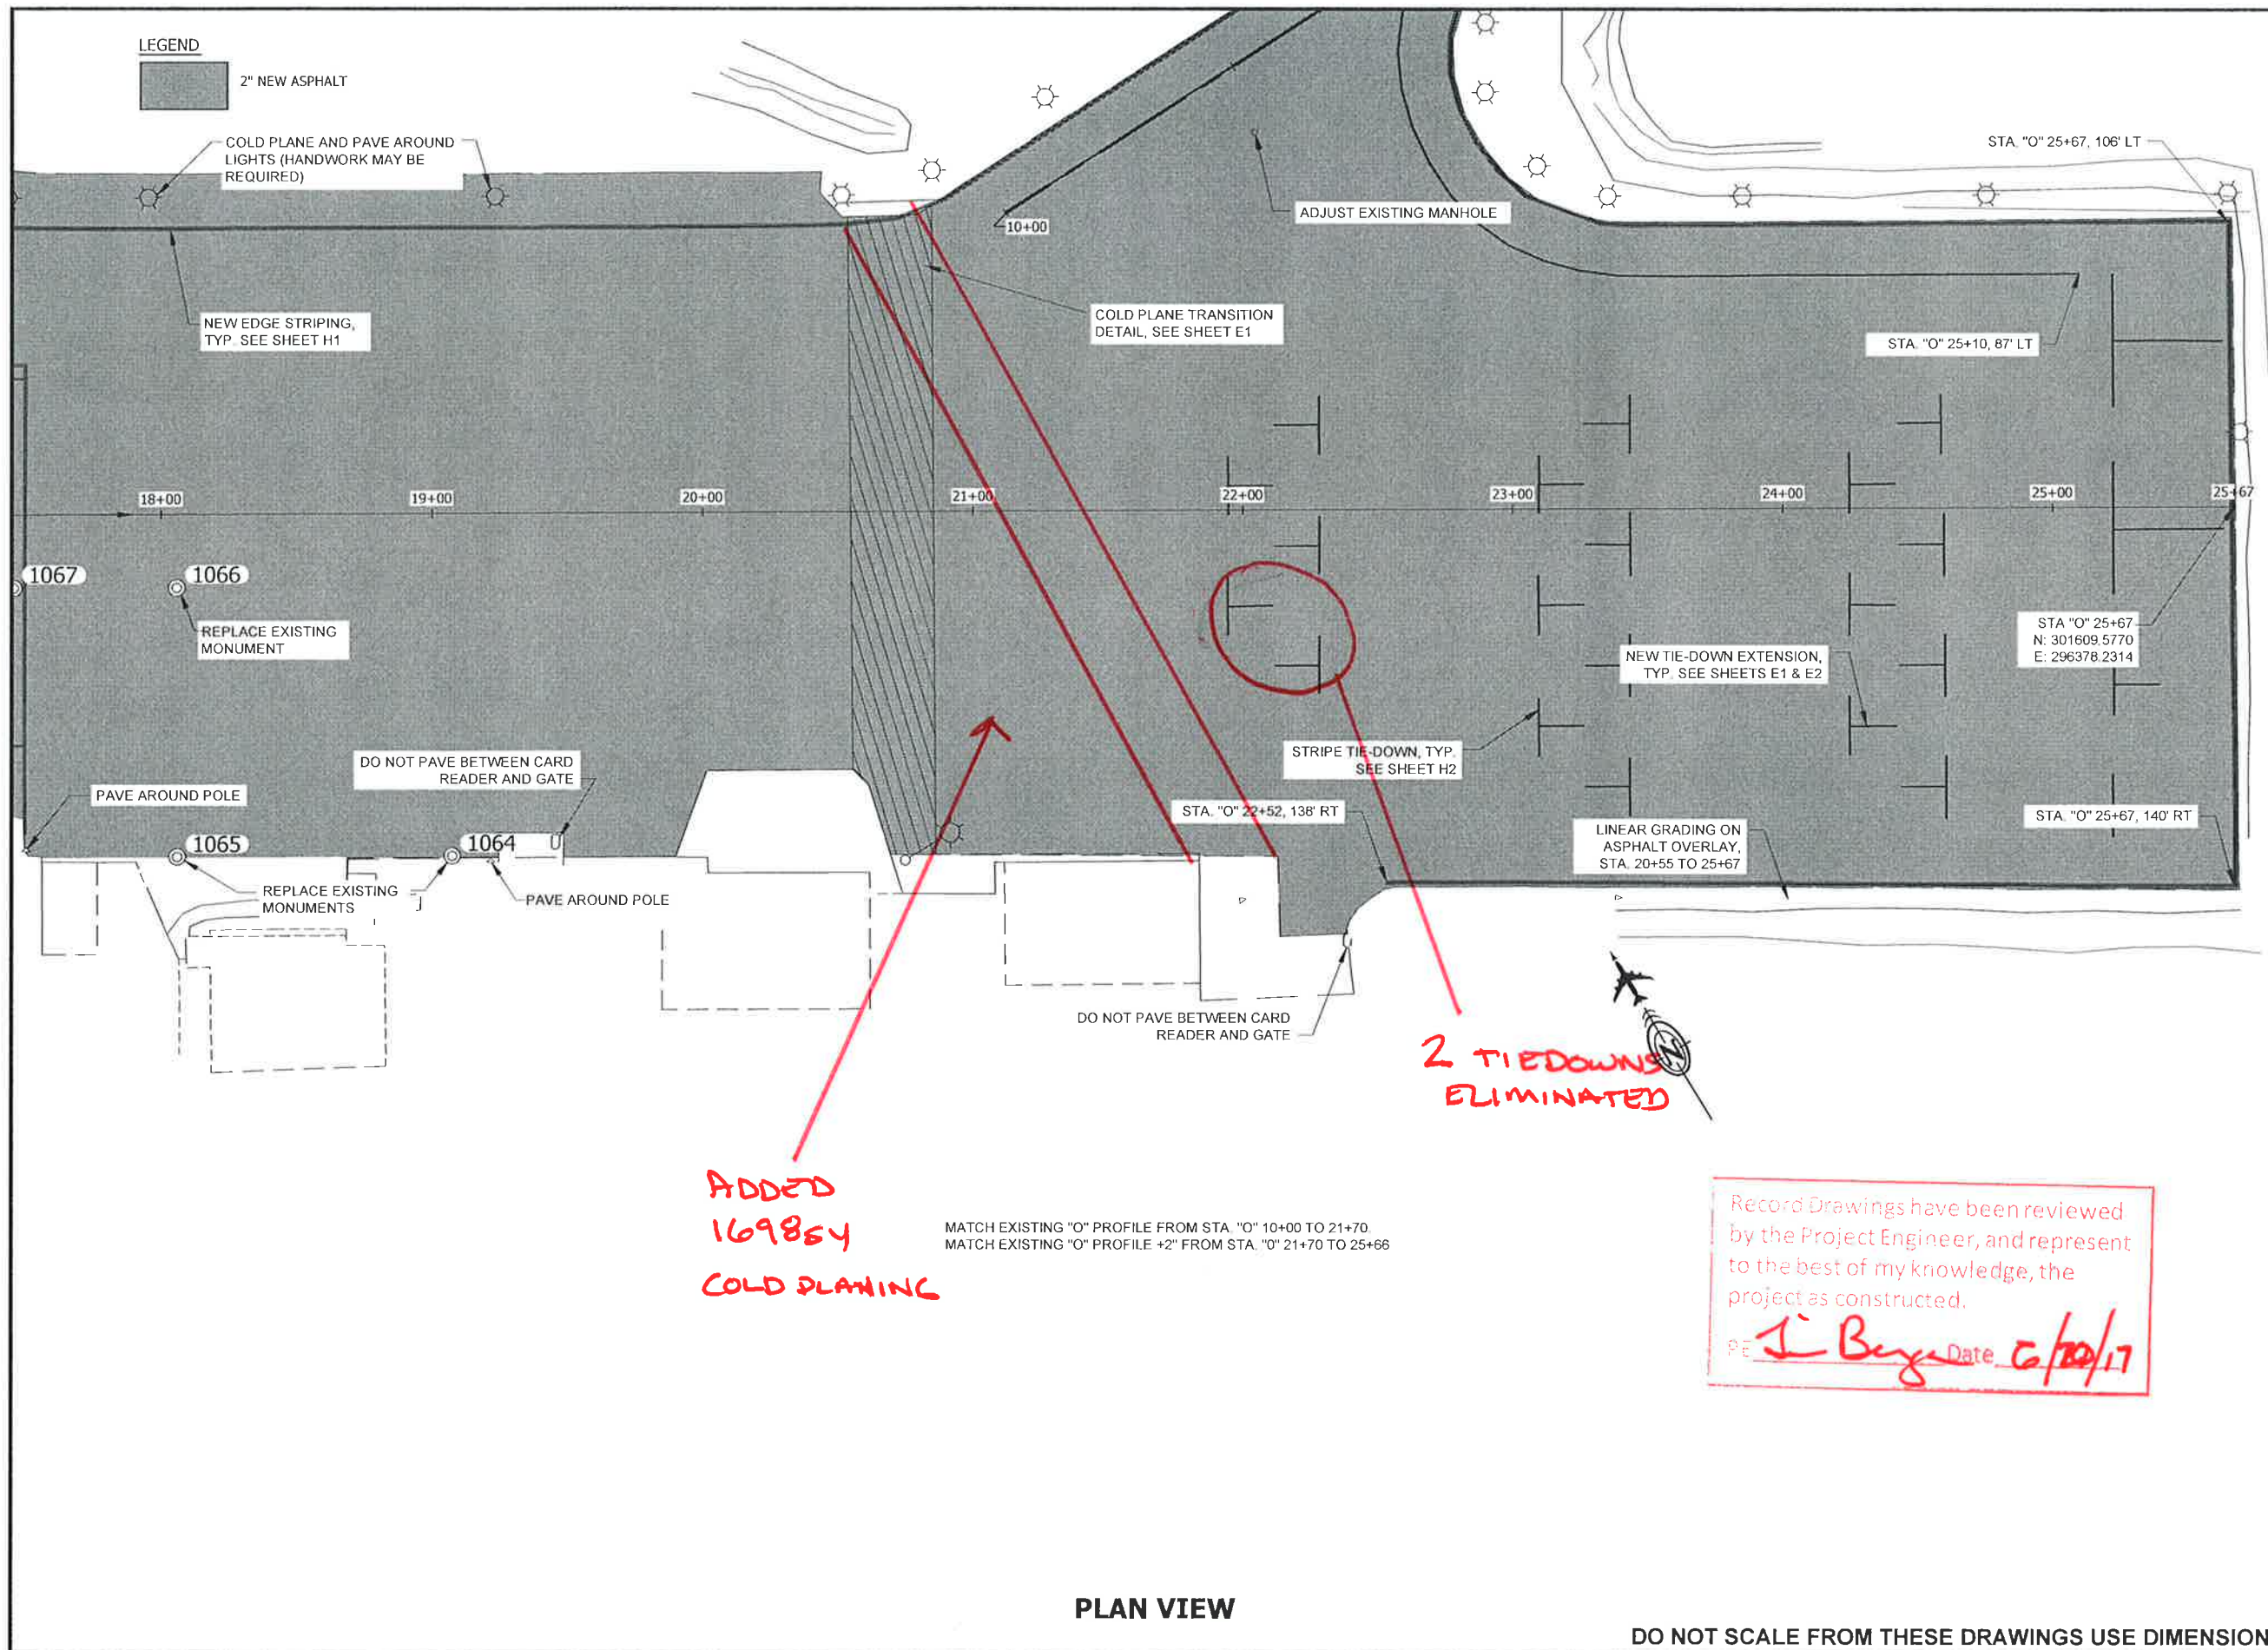 LEGEND
2" NEW ASPHALT
COLD PLANE AND PAVE AROUND
LIGHTS (HANDWORK MAY BE
REQUIRED)
STA. "O" 25+67, 106' LT
ADJUST EXISTING MANHOLE
10+00
NEW EDGE STRIPING,
TYP. SEE SHEET H1
COLD PLANE TRANSITION
DETAIL, SEE SHEET E1
STA. "O" 25+10, 87' LT
18+00
19+00
20+00
21+00
22+00
23+00
24+00
25+00
25+67
1067
1066
REPLACE EXISTING
MONUMENT
STA "O" 25+67
N: 301609.5770
E: 296378.2314
NEW TIE-DOWN EXTENSION,
TYP. SEE SHEETS E1 & E2
STRIPE TIE-DOWN, TYP.
SEE SHEET H2
DO NOT PAVE BETWEEN CARD
READER AND GATE
PAVE AROUND POLE
STA. "O" 22+52, 138' RT
STA. "O" 25+67, 140' RT
LINEAR GRADING ON
ASPHALT OVERLAY,
STA. 20+55 TO 25+67
1065
1064
REPLACE EXISTING
MONUMENTS
PAVE AROUND POLE
DO NOT PAVE BETWEEN CARD
READER AND GATE
N
2 TIEDOWNS
ELIMINATED
ADDED
1698SY
COLD PLANING
MATCH EXISTING "O" PROFILE FROM STA. "O" 10+00 TO 21+70.
MATCH EXISTING "O" PROFILE +2" FROM STA. "O" 21+70 TO 25+66
Record Drawings have been reviewed
by the Project Engineer, and represent
to the best of my knowledge, the
project as constructed.
PE Date
PLAN VIEW
DO NOT SCALE FROM THESE DRAWINGS USE DIMENSION